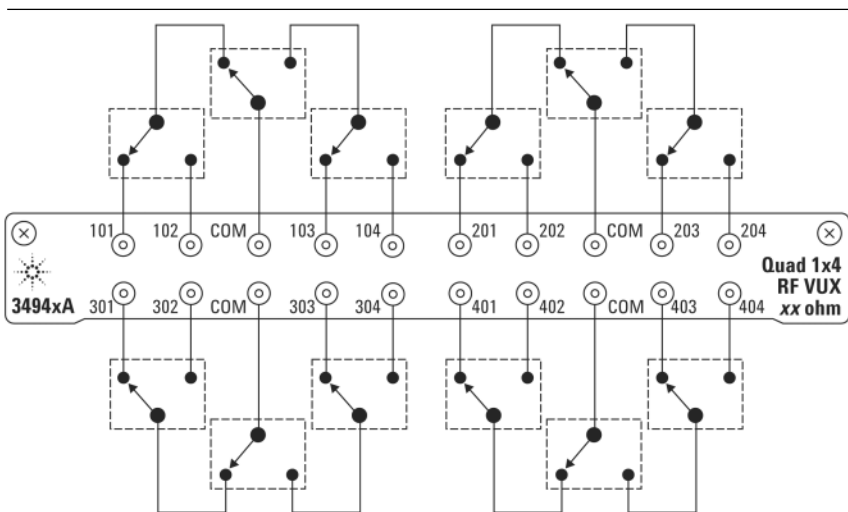 101 102 COM 103 104 201 202 COM 203 204
Quad 1x4
RF VUX
xx ohm
3494xA
301 302 COM 303 304 401 402 COM 403 404